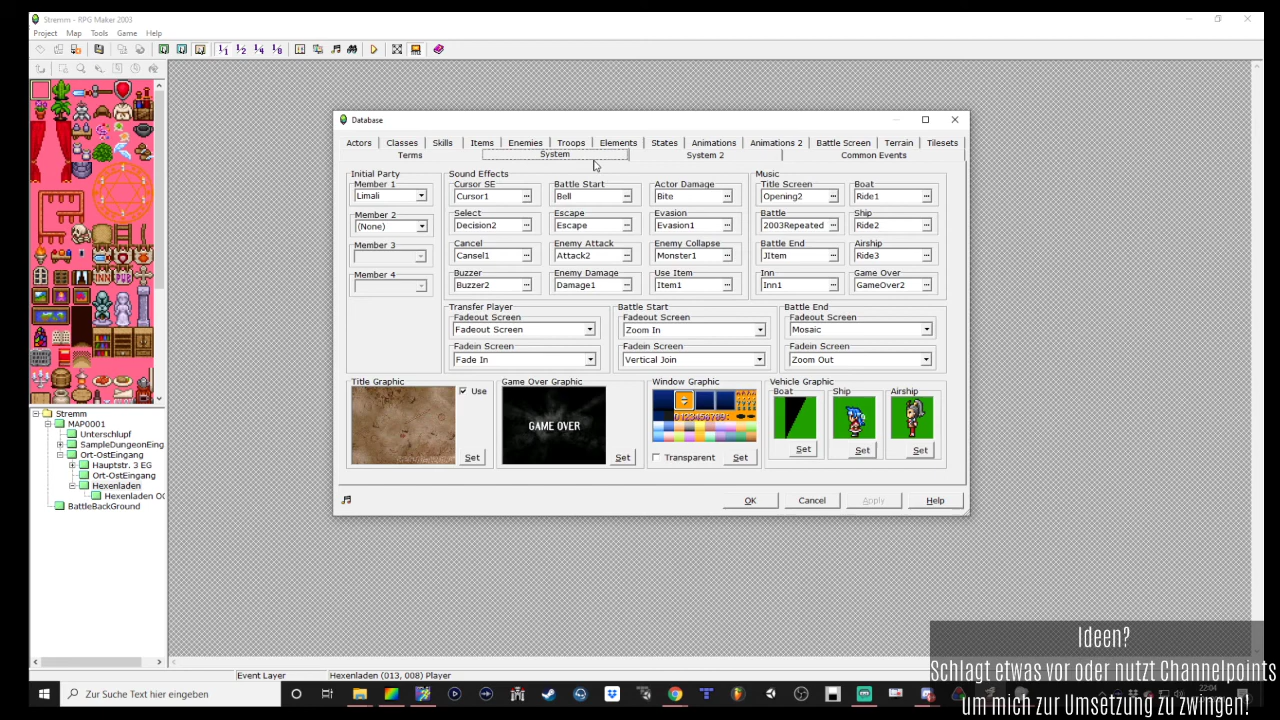 Stremm - RPG Maker 2003
Project Map Tools Game Help
Database
Actors Classes Skills Items Enemies Troops Elements States Animations Animations 2 Battle Screen Terrain Tilesets
Terms System System 2 Common Events
Initial Party Sound Effects Music
Member 1 Cursor SE Battle Start Actor Damage Title Screen Boat
Limali Cursor1 Bell Bite Opening2 Ride1
Member 2 Select Escape Evasion Battle Ship
(None) Decision2 Escape Evasion1 2003Repeated Ride2
Member 3 Cancel Enemy Attack Enemy Collapse Battle End Airship
Cansel1 Attack2 Monster1 JItem Ride3
Member 4 Buzzer Enemy Damage Use Item Inn Game Over
Buzzer2 Damage1 Item1 Inn1 GameOver2
Transfer Player Battle Start Battle End
Fadeout Screen Fadeout Screen Fadeout Screen
Fadeout Screen Zoom In Mosaic
Fadein Screen Fadein Screen Fadein Screen
Fade In Vertical Join Zoom Out
Title Graphic Game Over Graphic Window Graphic Vehicle Graphic
Use Boat Ship Airship
GAME OVER
Set Set Transparent Set Set Set Set
OK Cancel Apply Help
Stremm
MAP0001
Unterschlupf
SampleDungeonEing
Ort-OstEingang
Hauptstr. 3 EG
Ort-OstEingang
Hexenladen
Hexenladen OG
BattleBackGround
Event Layer Hexenladen (013, 008) Player
Zur Suche Text hier eingeben
22:04
Ideen?
Schlagt etwas vor oder nutzt Channelpoints
um mich zur Umsetzung zu zwingen!